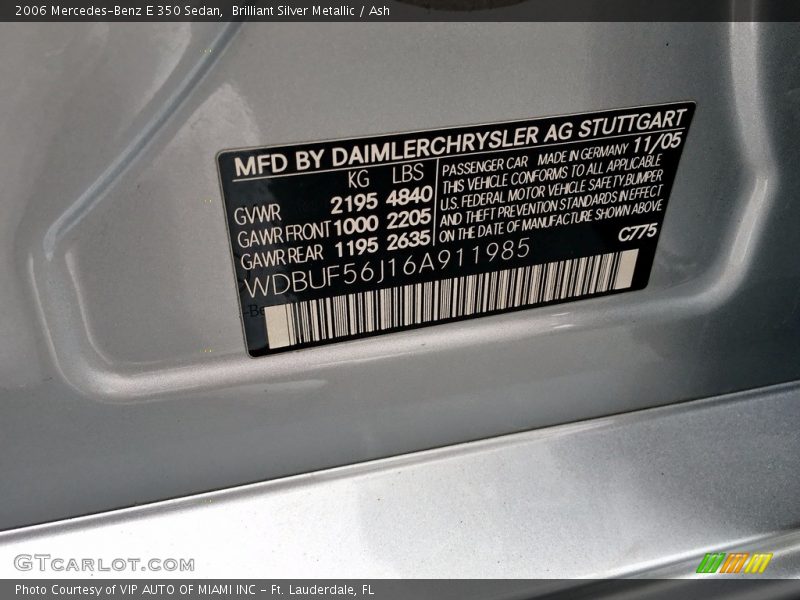 2006 Mercedes-Benz E 350 Sedan,  Brilliant Silver Metallic / Ash
MFD BY DAIMLERCHRYSLER AG STUTTGART
KG LBS
GVWR 2195 4840
GAWR FRONT 1000 2205
GAWR REAR 1195 2635
PASSENGER CAR MADE IN GERMANY 11/05
THIS VEHICLE CONFORMS TO ALL APPLICABLE
U.S. FEDERAL MOTOR VEHICLE SAFETY, BUMPER
AND THEFT PREVENTION STANDARDS IN EFFECT
ON THE DATE OF MANUFACTURE SHOWN ABOVE
C775
WDBUF56J16A911985
GTCARLOT.COM
Photo Courtesy of VIP AUTO OF MIAMI INC - Ft. Lauderdale, FL